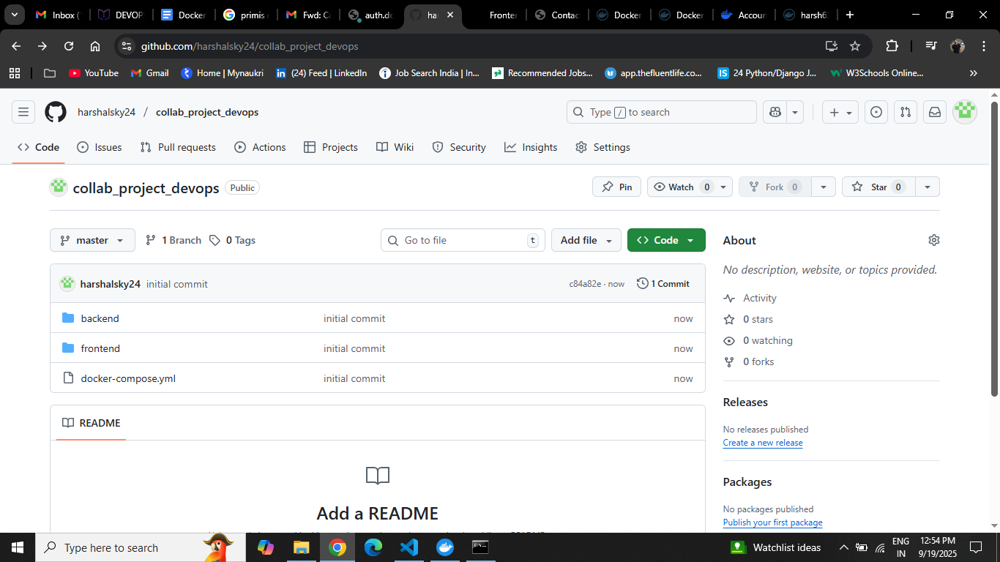 Inbox (
DEVOP
Docker
primis
Fwd: Ca
auth.do
har
Fronter
Contac
Docker
Docker
Accoun
harsh6
github.com/harshalsky24/collab_project_devops
YouTube
Gmail
Home | Mynaukri
(24) Feed | LinkedIn
Job Search India | In...
Recommended Jobs...
app.thefluentlife.co...
24 Python/Django J...
W3Schools Online...
harshalsky24 / collab_project_devops
Type / to search
Code
Issues
Pull requests
Actions
Projects
Wiki
Security
Insights
Settings
collab_project_devops Public
Pin
Watch 0
Fork 0
Star 0
master
1 Branch
0 Tags
Go to file t
Add file
Code
harshalsky24 initial commit c84a82e · now 1 Commit
backend initial commit now
frontend initial commit now
docker-compose.yml initial commit now
README
Add a README
About
No description, website, or topics provided.
Activity
0 stars
0 watching
0 forks
Releases
No releases published
Create a new release
Packages
No packages published
Publish your first package
Type here to search
Watchlist ideas
ENG
IN
12:54 PM
9/19/2025